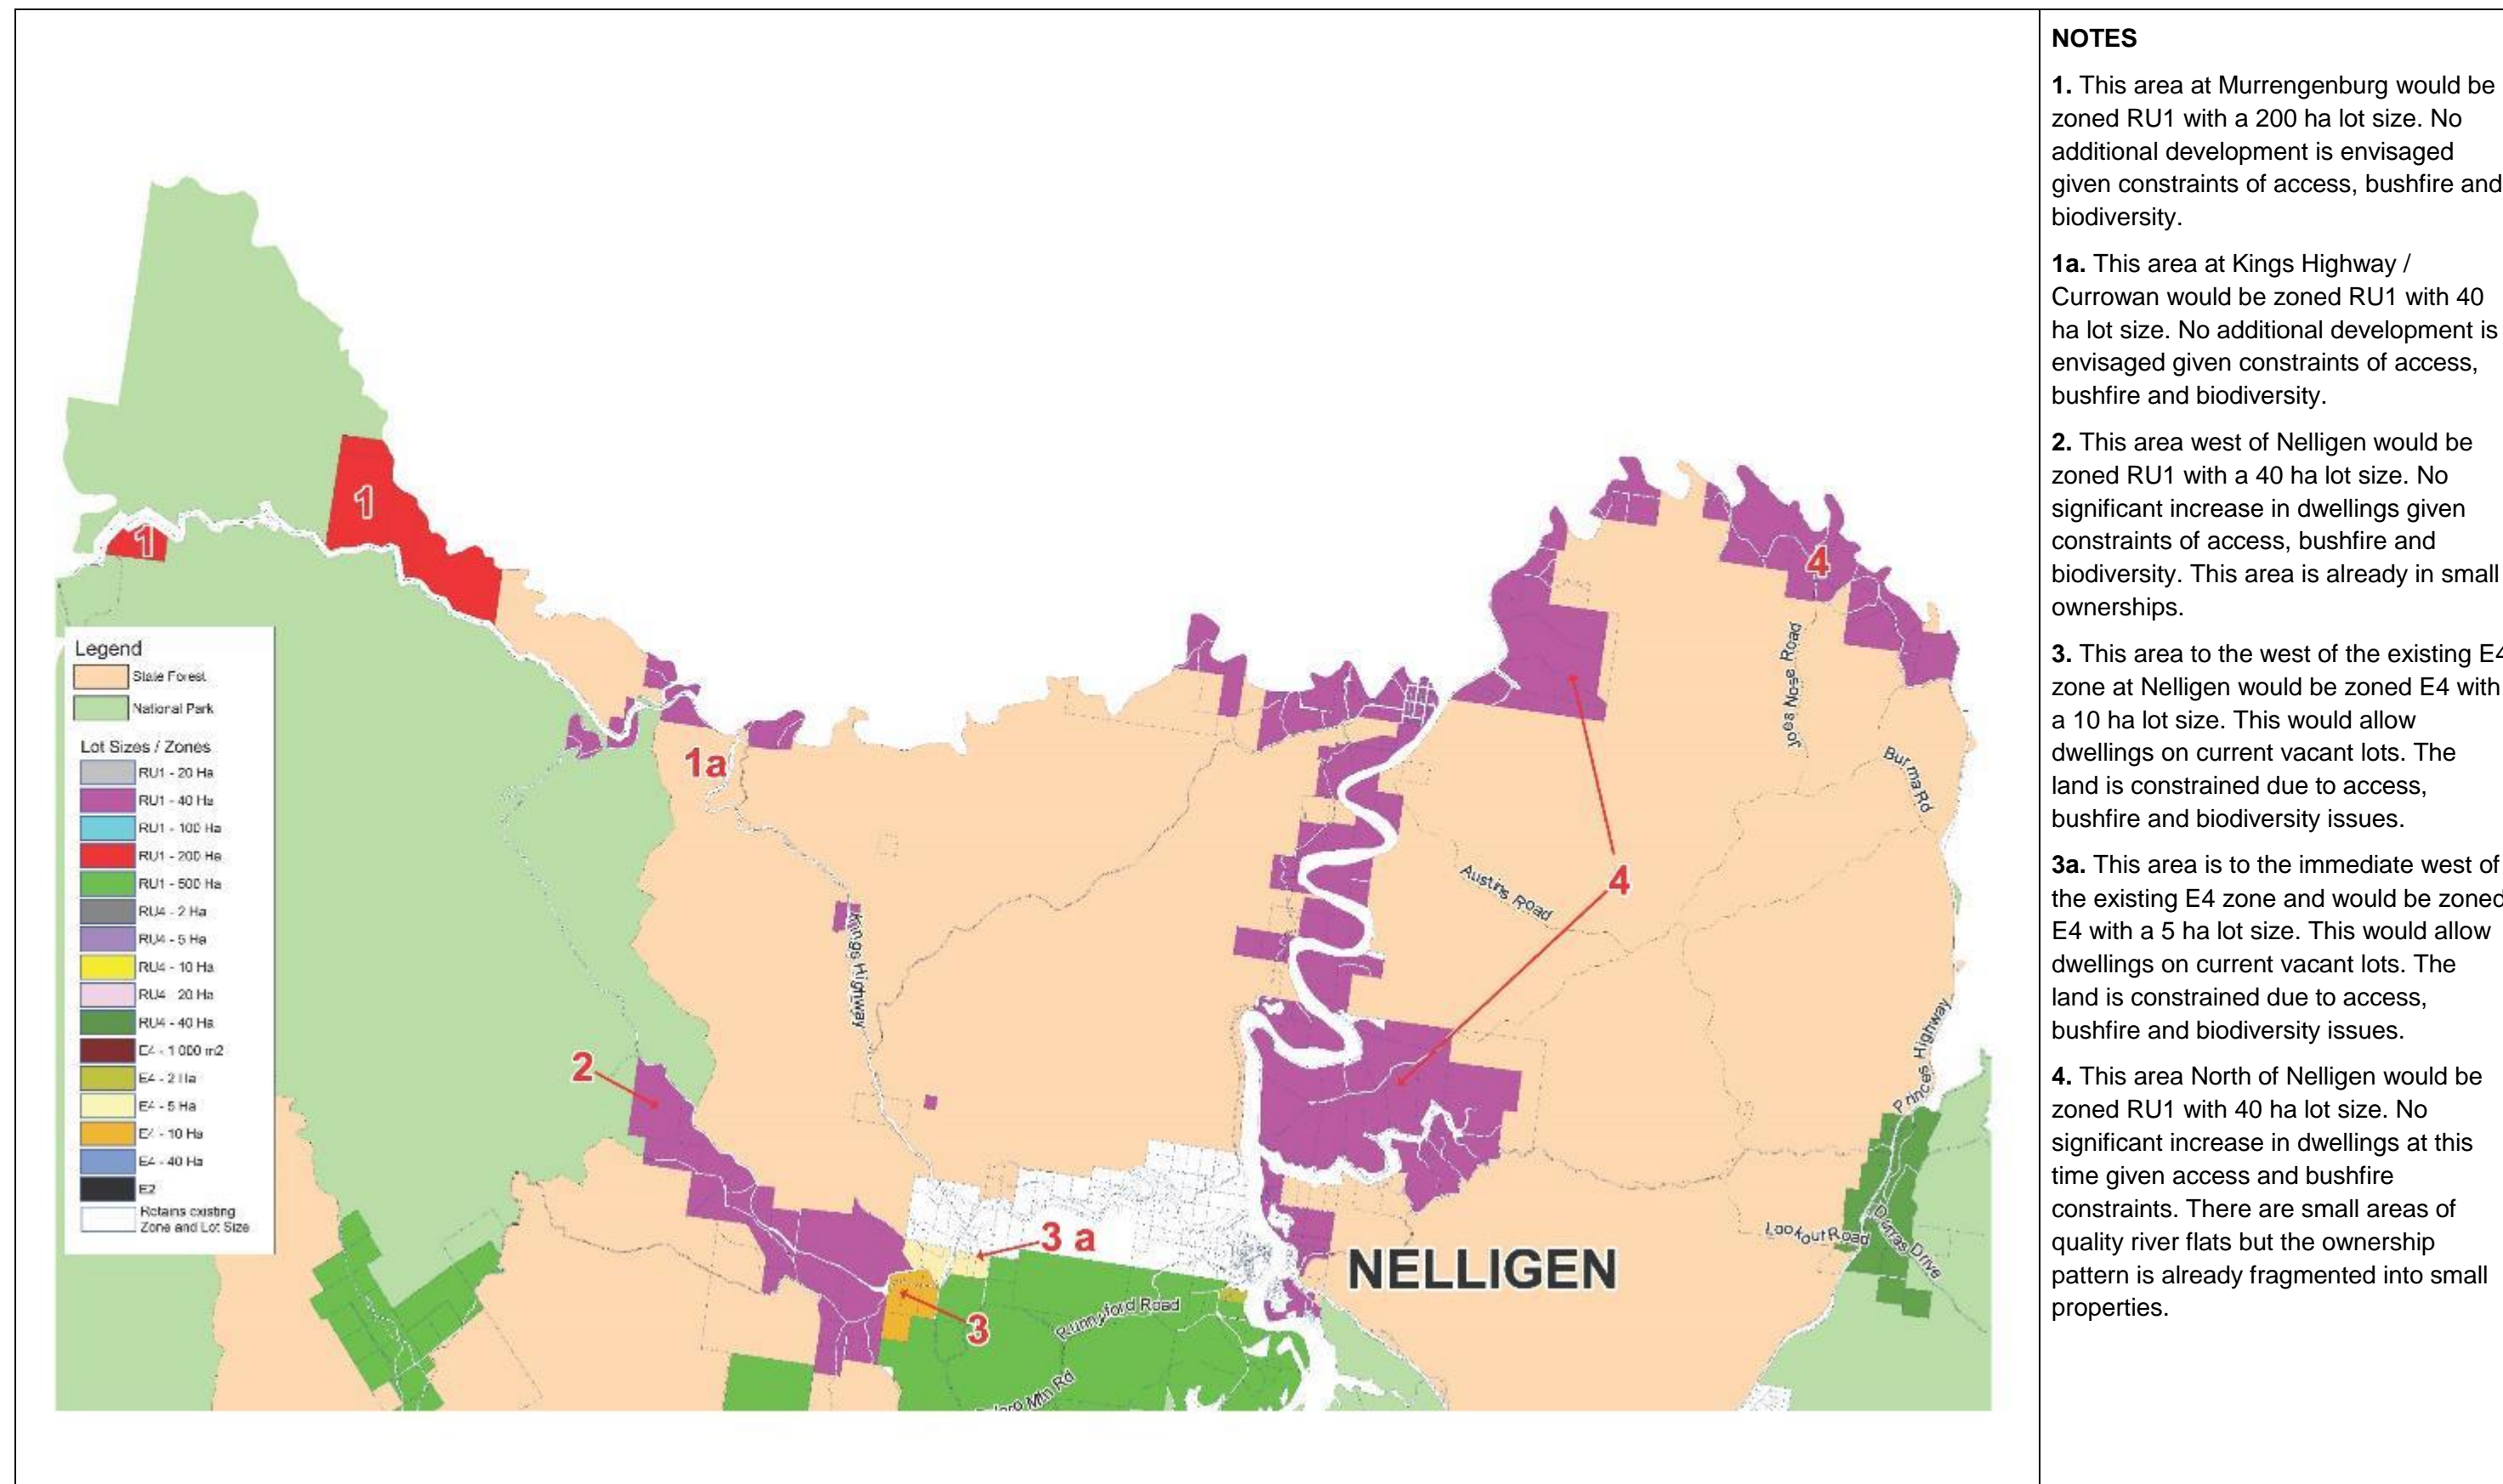 1
1
1a
2
3 a
3
4
4
Joes Nose Road
Burma Rd
Austins Road
Kings Highway
Princes Highway
Lookout Road
Durras Drive
NELLIGEN
Runnyford Road
Mtn Rd
Legend
State Forest
National Park
Lot Sizes / Zones
RU1 - 20 Ha
RU1 - 40 Ha
RU1 - 100 Ha
RU1 - 200 Ha
RU1 - 500 Ha
RU4 - 2 Ha
RU4 - 5 Ha
RU4 - 10 Ha
RU4 20 Ha
RU4 - 40 Ha
E4 - 1 000 m2
E4 - 2 Ha
E4 - 5 Ha
E4 - 10 Ha
E4 - 40 Ha
E2
Retains existing
Zone and Lot Size
NOTES
1. This area at Murrengenburg would be
zoned RU1 with a 200 ha lot size. No
additional development is envisaged
given constraints of access, bushfire and
biodiversity.
1a. This area at Kings Highway /
Currowan would be zoned RU1 with 40
ha lot size. No additional development is
envisaged given constraints of access,
bushfire and biodiversity.
2. This area west of Nelligen would be
zoned RU1 with a 40 ha lot size. No
significant increase in dwellings given
constraints of access, bushfire and
biodiversity. This area is already in small
ownerships.
3. This area to the west of the existing E4
zone at Nelligen would be zoned E4 with
a 10 ha lot size. This would allow
dwellings on current vacant lots. The
land is constrained due to access,
bushfire and biodiversity issues.
3a. This area is to the immediate west of
the existing E4 zone and would be zoned
E4 with a 5 ha lot size. This would allow
dwellings on current vacant lots. The
land is constrained due to access,
bushfire and biodiversity issues.
4. This area North of Nelligen would be
zoned RU1 with 40 ha lot size. No
significant increase in dwellings at this
time given access and bushfire
constraints. There are small areas of
quality river flats but the ownership
pattern is already fragmented into small
properties.